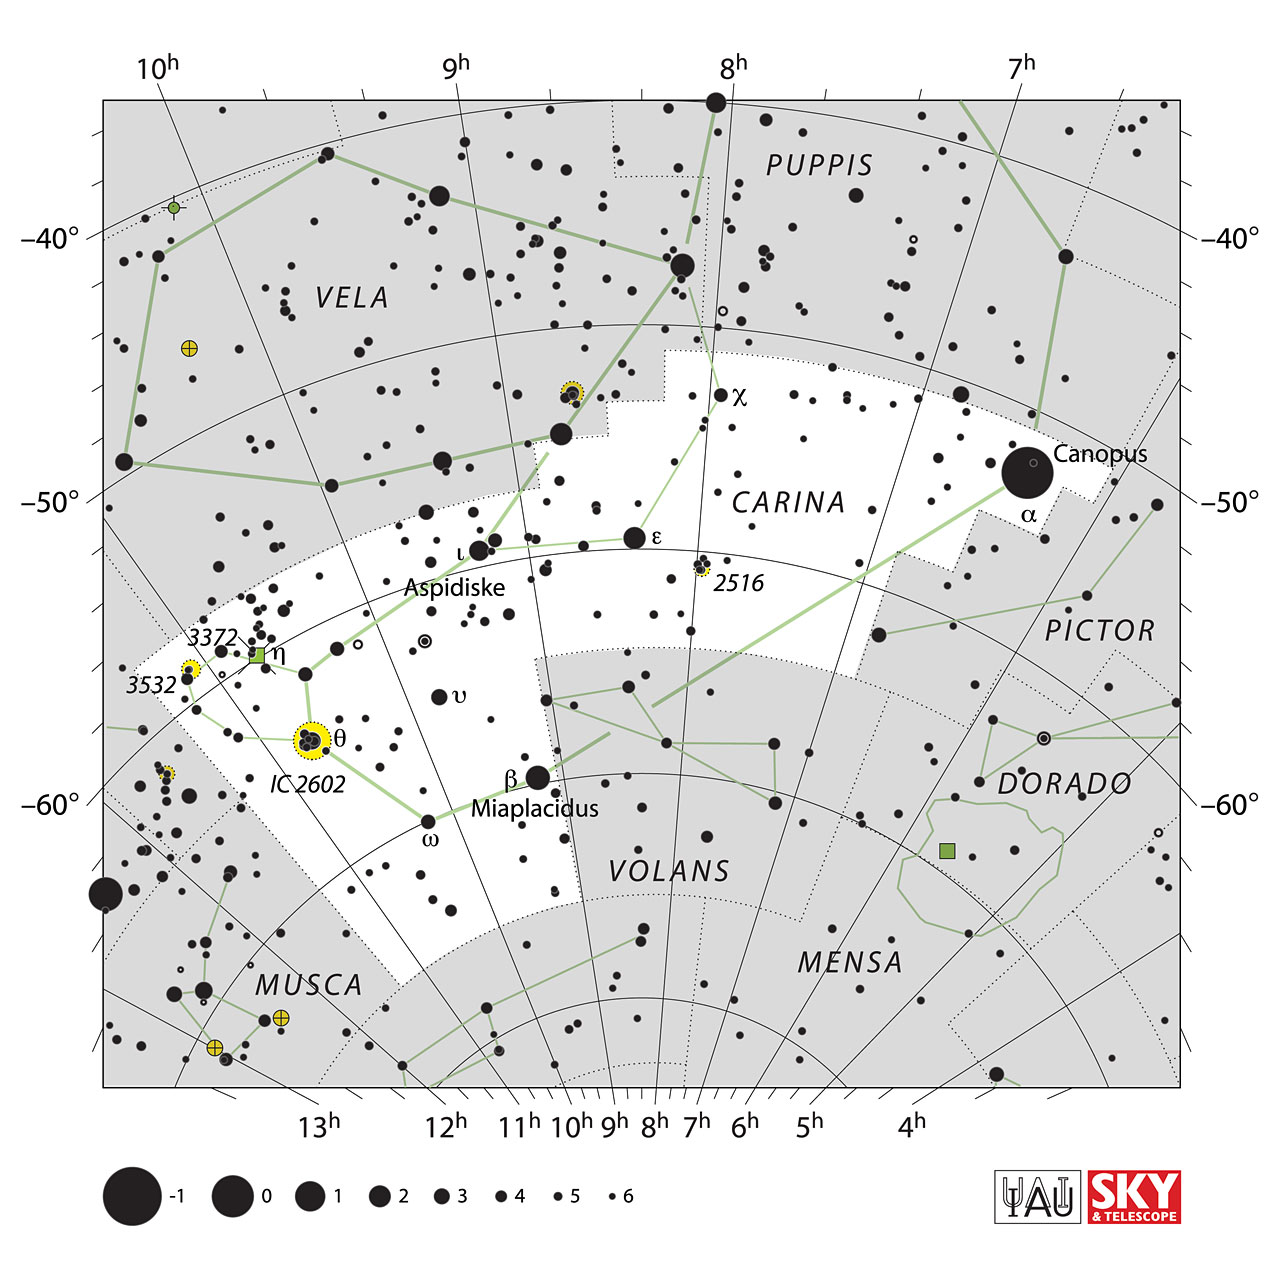 10h 9h 8h 7h
PUPPIS
–40° –40°
VELA
χ
Canopus
–50° CARINA –50°
α
ι ε
Aspidiske 2516
3372 η PICTOR
3532
υ
θ
IC 2602 β DORADO
–60° Miaplacidus –60°
ω
VOLANS
MENSA
MUSCA
13h 12h 11h 10h 9h 8h 7h 6h 5h 4h
-1 0 1 2 3 4 5 6
IAU
SKY
& TELESCOPE